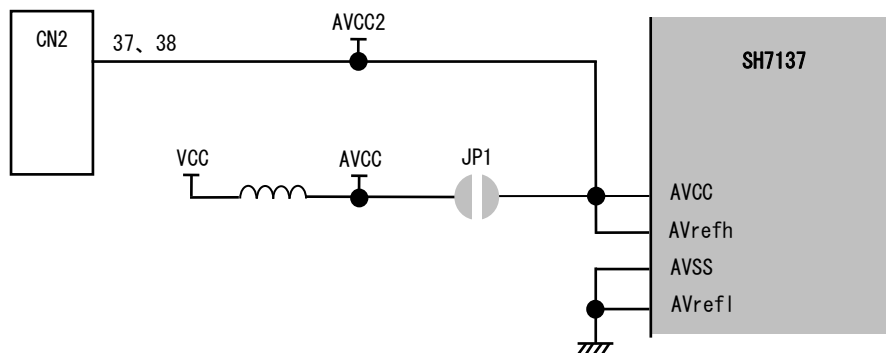 CN2
37、38
AVCC2
SH7137
VCC
AVCC
JP1
AVCC
AVrefh
AVSS
AVrefl